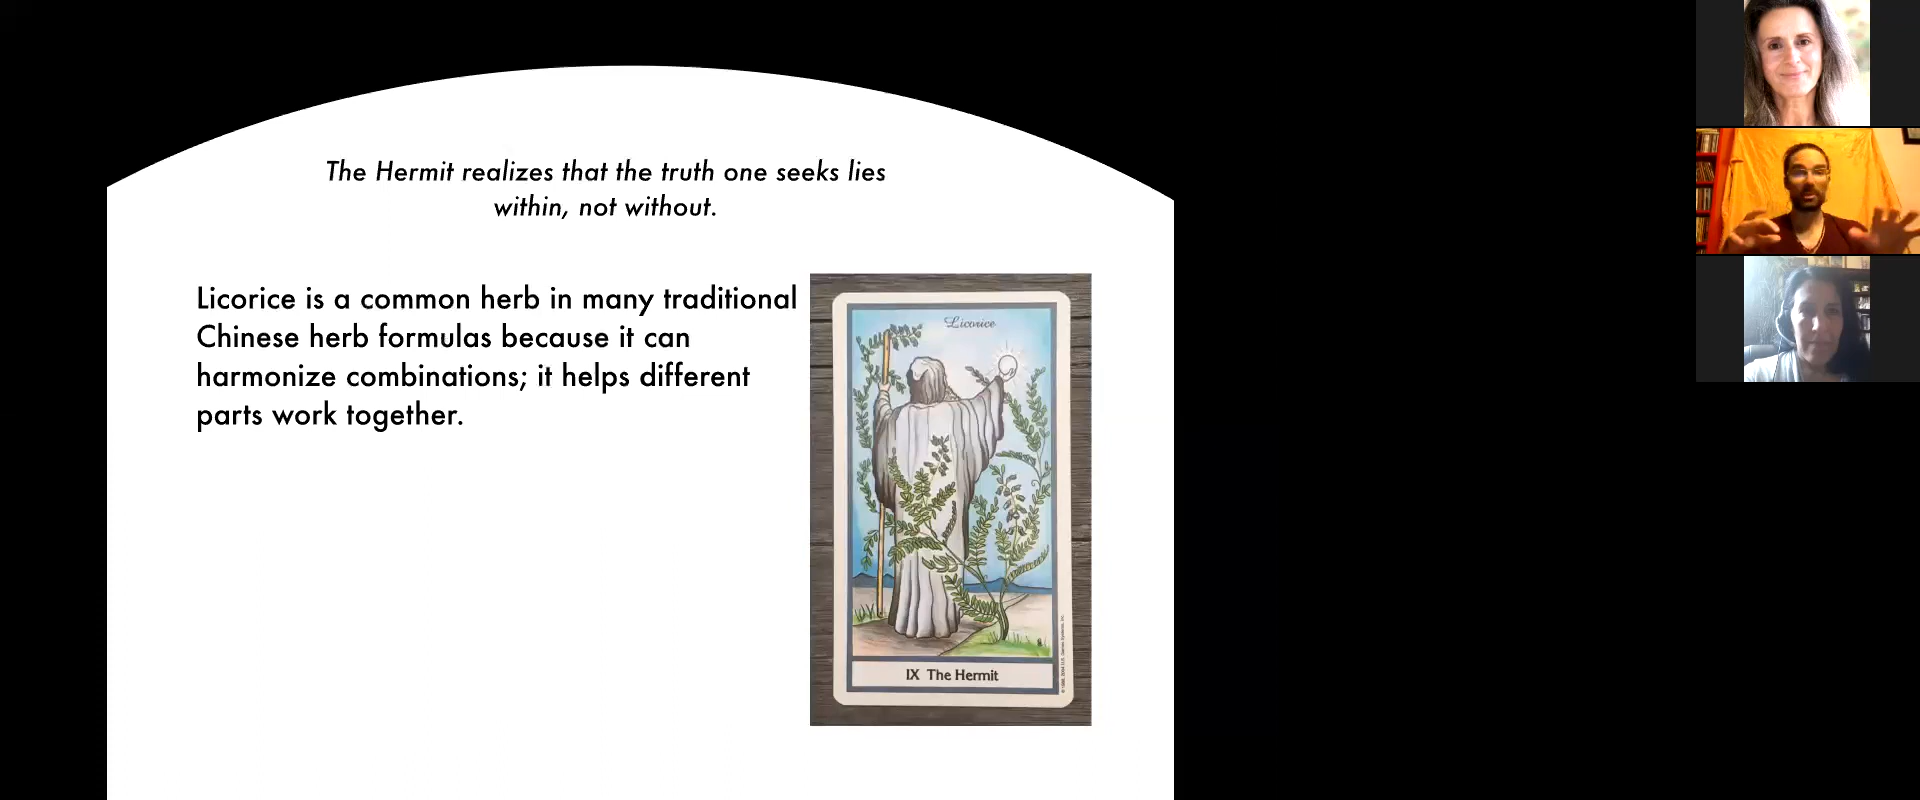 The Hermit realizes that the truth one seeks lies
within, not without.
Licorice is a common herb in many traditional
Chinese herb formulas because it can
harmonize combinations; it helps different
parts work together.
Licorice
IX The Hermit